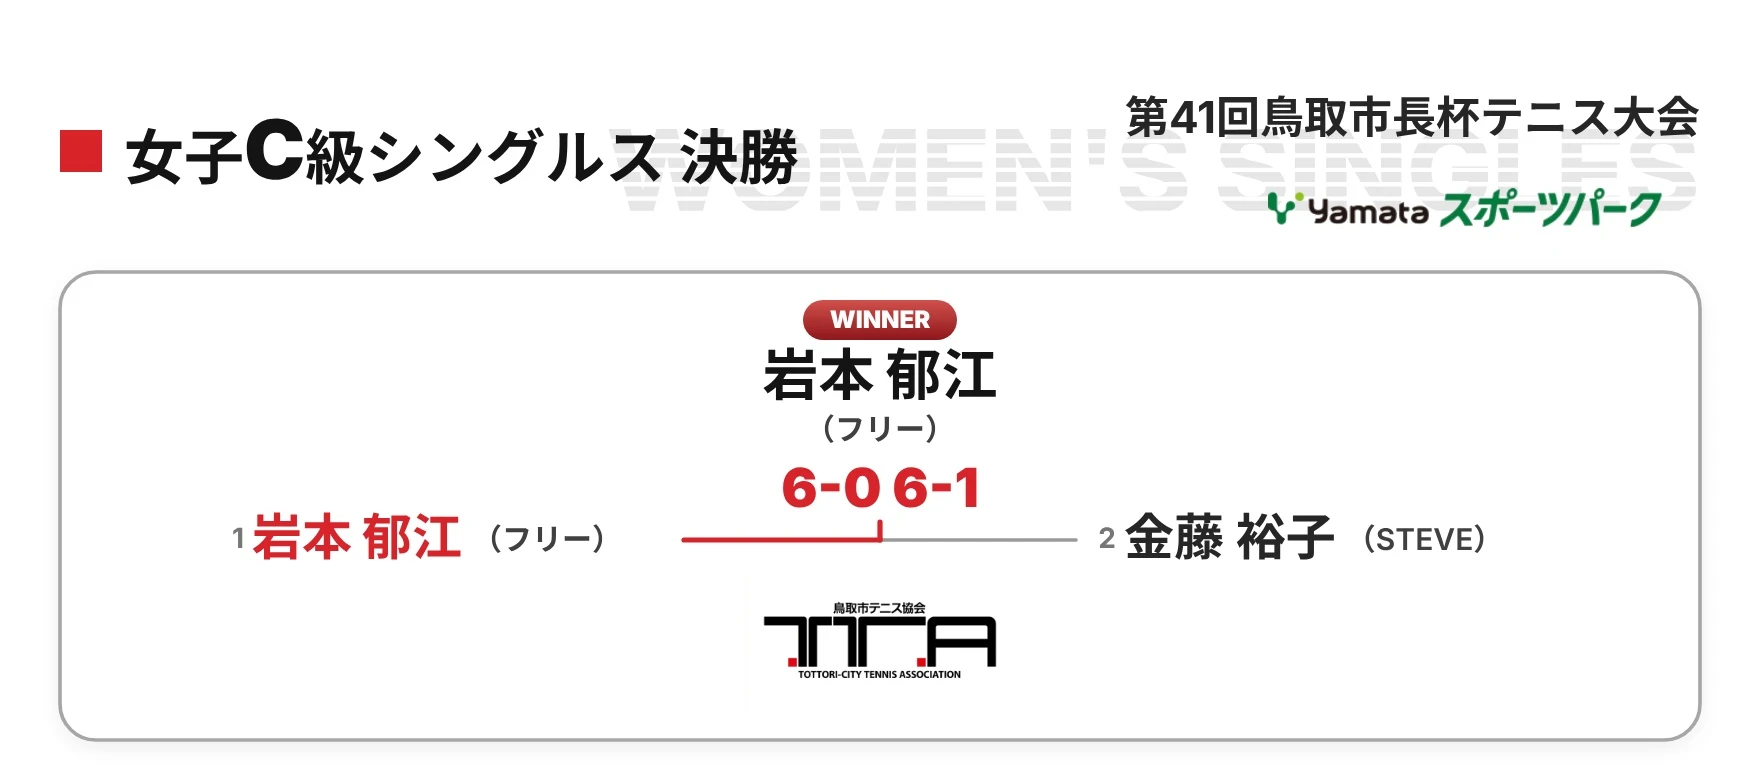 第41回鳥取市長杯テニス大会
女子C級シングルス 決勝
WOMEN'S SINGLES
Yamata スポーツパーク
WINNER
岩本 郁江
（フリー）
6-0 6-1
1 岩本 郁江 （フリー） 2 金藤 裕子 （STEVE）
鳥取市テニス協会
TTA
TOTTORI-CITY TENNIS ASSOCIATION